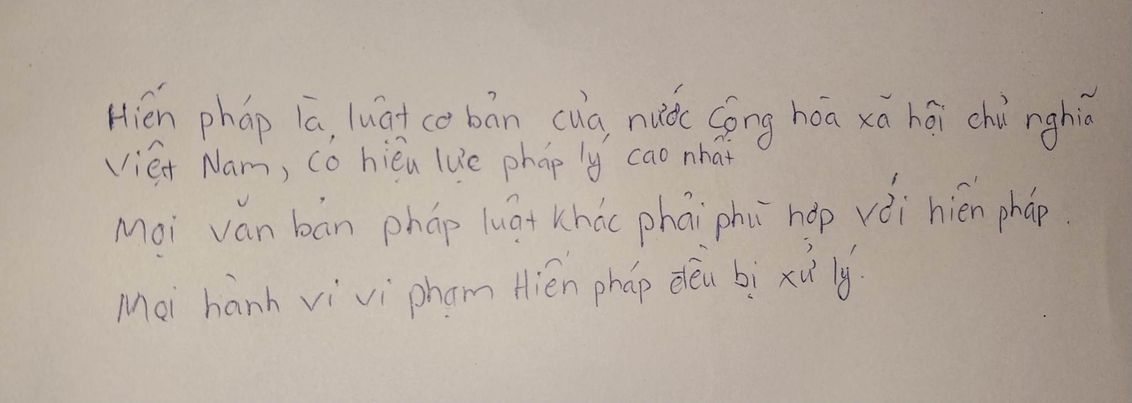 Hiến pháp là luật cơ bản của nước Cộng hòa xã hội chủ nghĩa
Việt Nam, có hiệu lực pháp lý cao nhất
Mọi văn bản pháp luật khác phải phù hợp với hiến pháp.
Mọi hành vi vi phạm Hiến pháp đều bị xử lý.